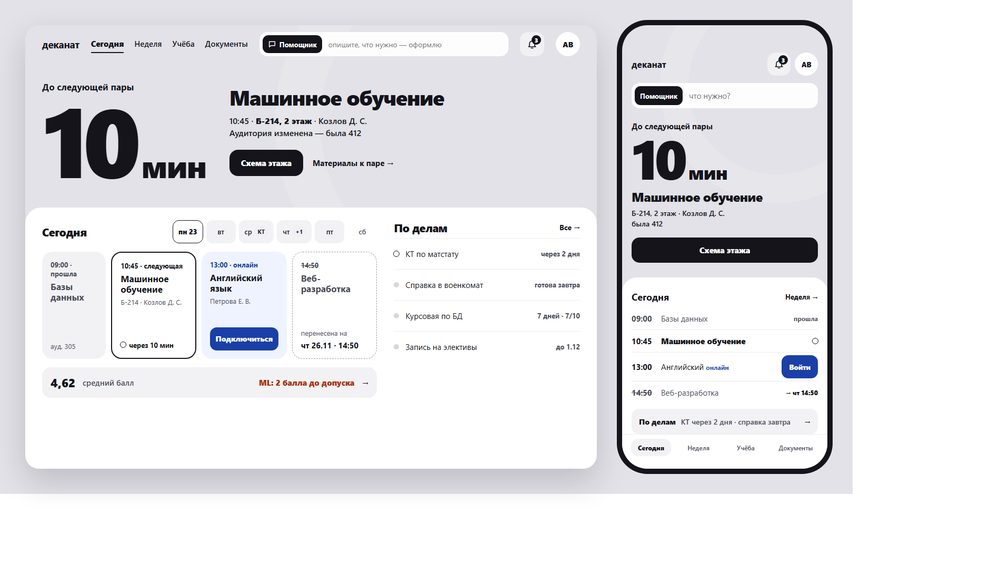 деканат Сегодня Неделя Учёба Документы Помощник опишите, что нужно — оформлю 3 АВ
До следующей пары
10 мин
Машинное обучение
10:45 · Б-214, 2 этаж · Козлов Д. С.
Аудитория изменена — была 412
Схема этажа Материалы к паре →
Сегодня
пн 23 вт ср КТ чт +1 пт сб
09:00 ·
прошла
Базы
данных
ауд. 305
10:45 · следующая
Машинное
обучение
Б-214 · Козлов Д. С.
через 10 мин
13:00 · онлайн
Английский
язык
Петрова Е. В.
Подключиться
14:50
Веб-
разработка
перенесена на
чт 26.11 · 14:50
4,62 средний балл ML: 2 балла до допуска →
По делам Все →
КТ по матстату через 2 дня
Справка в военкомат готова завтра
Курсовая по БД 7 дней · 7/10
Запись на элективы до 1.12
деканат 3 АВ
Помощник что нужно?
До следующей пары
10 мин
Машинное обучение
Б-214, 2 этаж · Козлов Д. С.
была 412
Схема этажа
Сегодня Неделя →
09:00 Базы данных прошла
10:45 Машинное обучение
13:00 Английский онлайн Войти
14:50 Веб-разработка → чт 14:50
По делам КТ через 2 дня · справка завтра →
Сегодня Неделя Учёба Документы